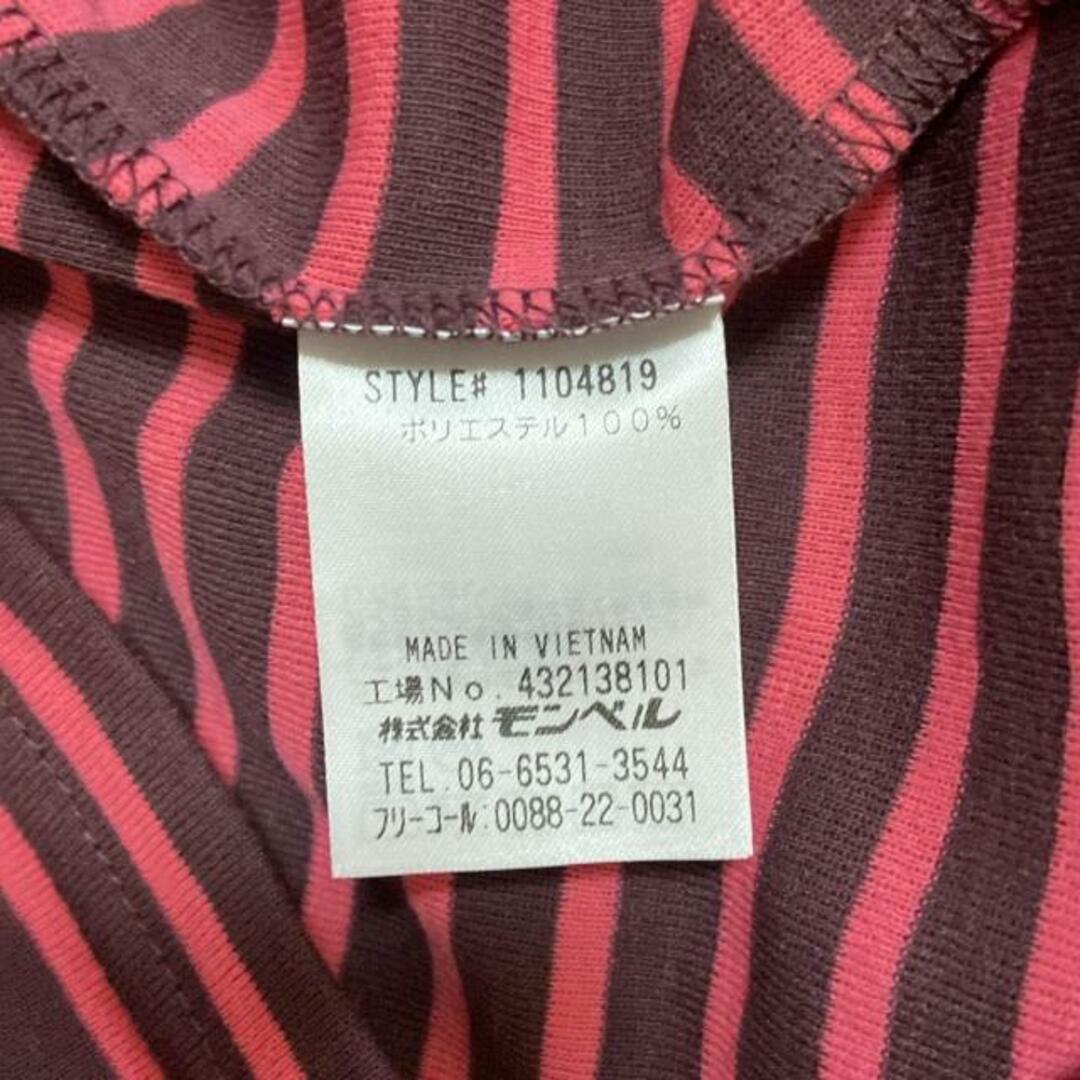 STYLE# 1104819
ポリエステル１００％
MADE IN VIETNAM
工場Ｎｏ. 432138101
株式会社 モンベル
TEL. 06-6531-3544
フリーコール:0088-22-0031